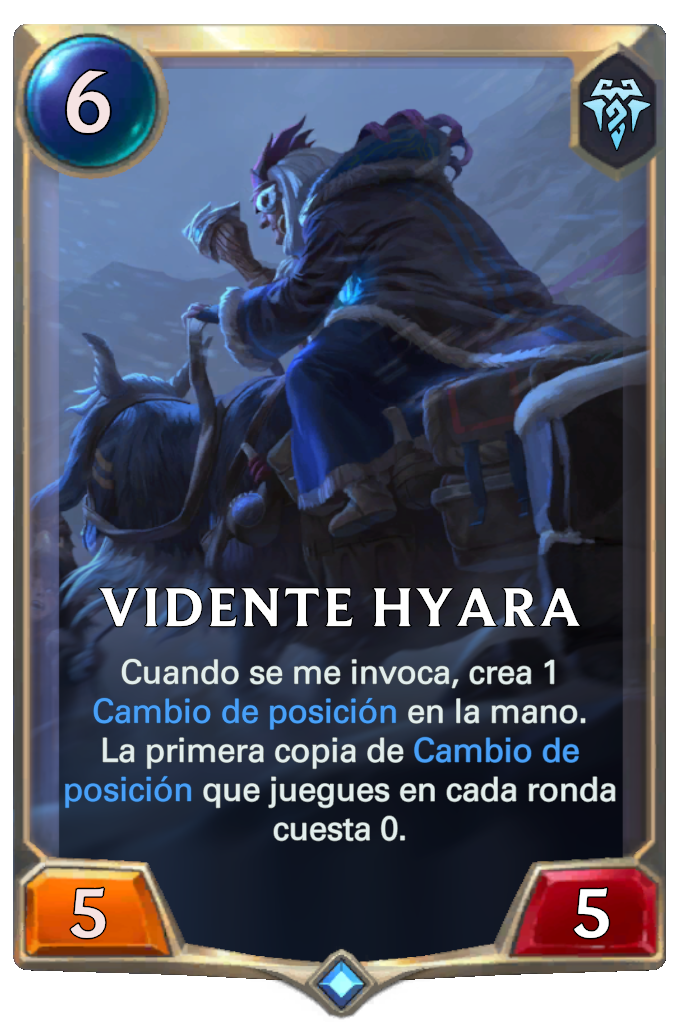 6
VIDENTE HYARA
Cuando se me invoca, crea 1
Cambio de posición en la mano.
La primera copia de Cambio de
posición que juegues en cada ronda
cuesta 0.
5
5